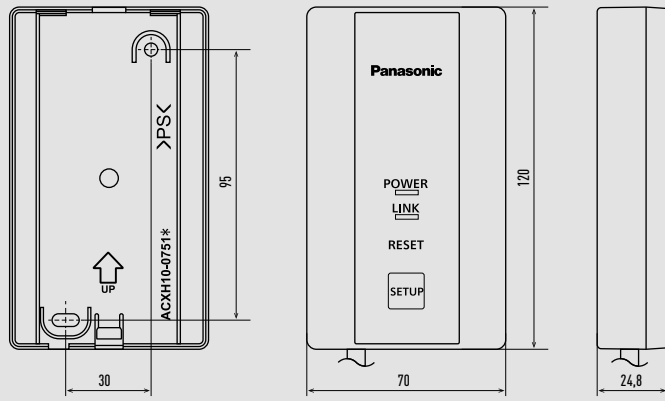 >PS<
ACXH10-0751*
UP
95
30
Panasonic
POWER
LINK
RESET
SETUP
120
70
24,8